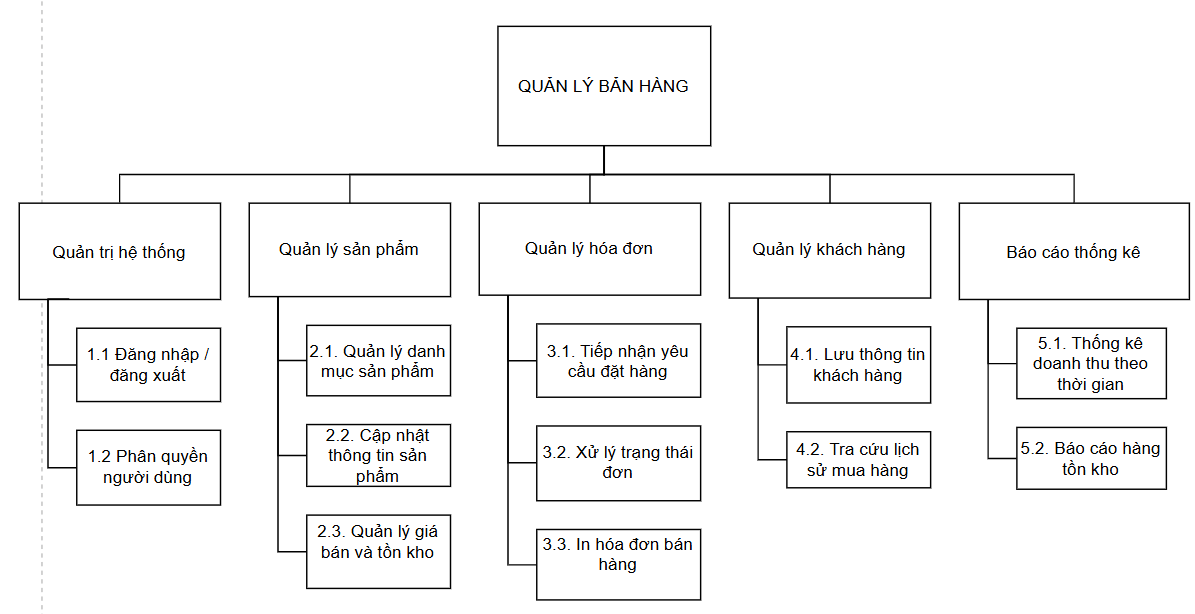 QUẢN LÝ BÁN HÀNG
Quản trị hệ thống
Quản lý sản phẩm
Quản lý hóa đơn
Quản lý khách hàng
Báo cáo thống kê
1.1 Đăng nhập /
đăng xuất
1.2 Phân quyền
người dùng
2.1. Quản lý danh
mục sản phẩm
2.2. Cập nhật
thông tin sản
phẩm
2.3. Quản lý giá
bán và tồn kho
3.1. Tiếp nhận yêu
cầu đặt hàng
3.2. Xử lý trạng thái
đơn
3.3. In hóa đơn bán
hàng
4.1. Lưu thông tin
khách hàng
4.2. Tra cứu lịch
sử mua hàng
5.1. Thống kê
doanh thu theo
thời gian
5.2. Báo cáo hàng
tồn kho